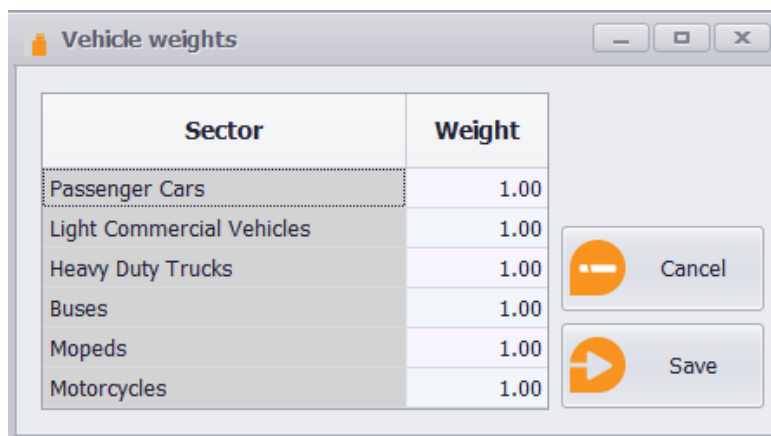 Vehicle weights
Sector Weight
Passenger Cars 1.00
Light Commercial Vehicles 1.00
Heavy Duty Trucks 1.00
Buses 1.00
Mopeds 1.00
Motorcycles 1.00
Cancel
Save